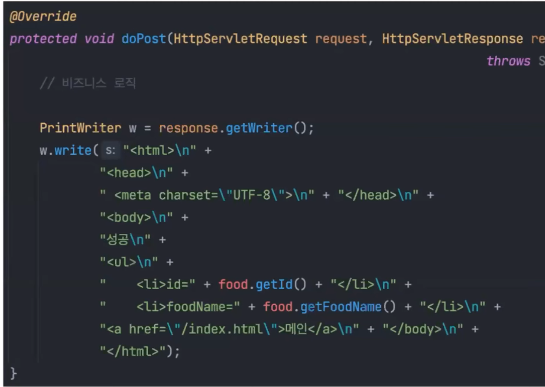 @Override
protected void doPost(HttpServletRequest request, HttpServletResponse re
throws S
// 비즈니스 로직
PrintWriter w = response.getWriter();
w.write( s: "<html>\n" +
"<head>\n" +
" <meta charset=\"UTF-8\">\n" + "</head>\n" +
"<body>\n" +
"성공\n" +
"<ul>\n" +
"    <li>id=" + food.getId() + "</li>\n" +
"    <li>foodName=" + food.getFoodName() + "</li>\n" +
"<a href=\"/index.html\">메인</a>\n" + "</body>\n" +
"</html>");
}